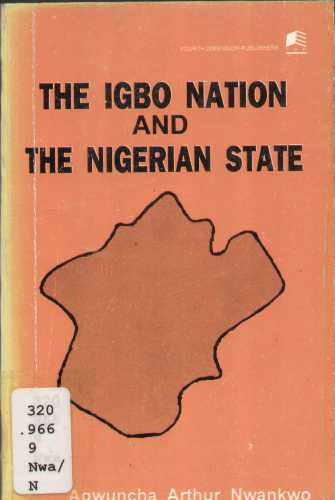 FOURTH DIMENSION PUBLISHERS
THE IGBO NATION
AND
THE NIGERIAN STATE
320
.966
9
Nwa/
N
Agwuncha Arthur Nwankwo